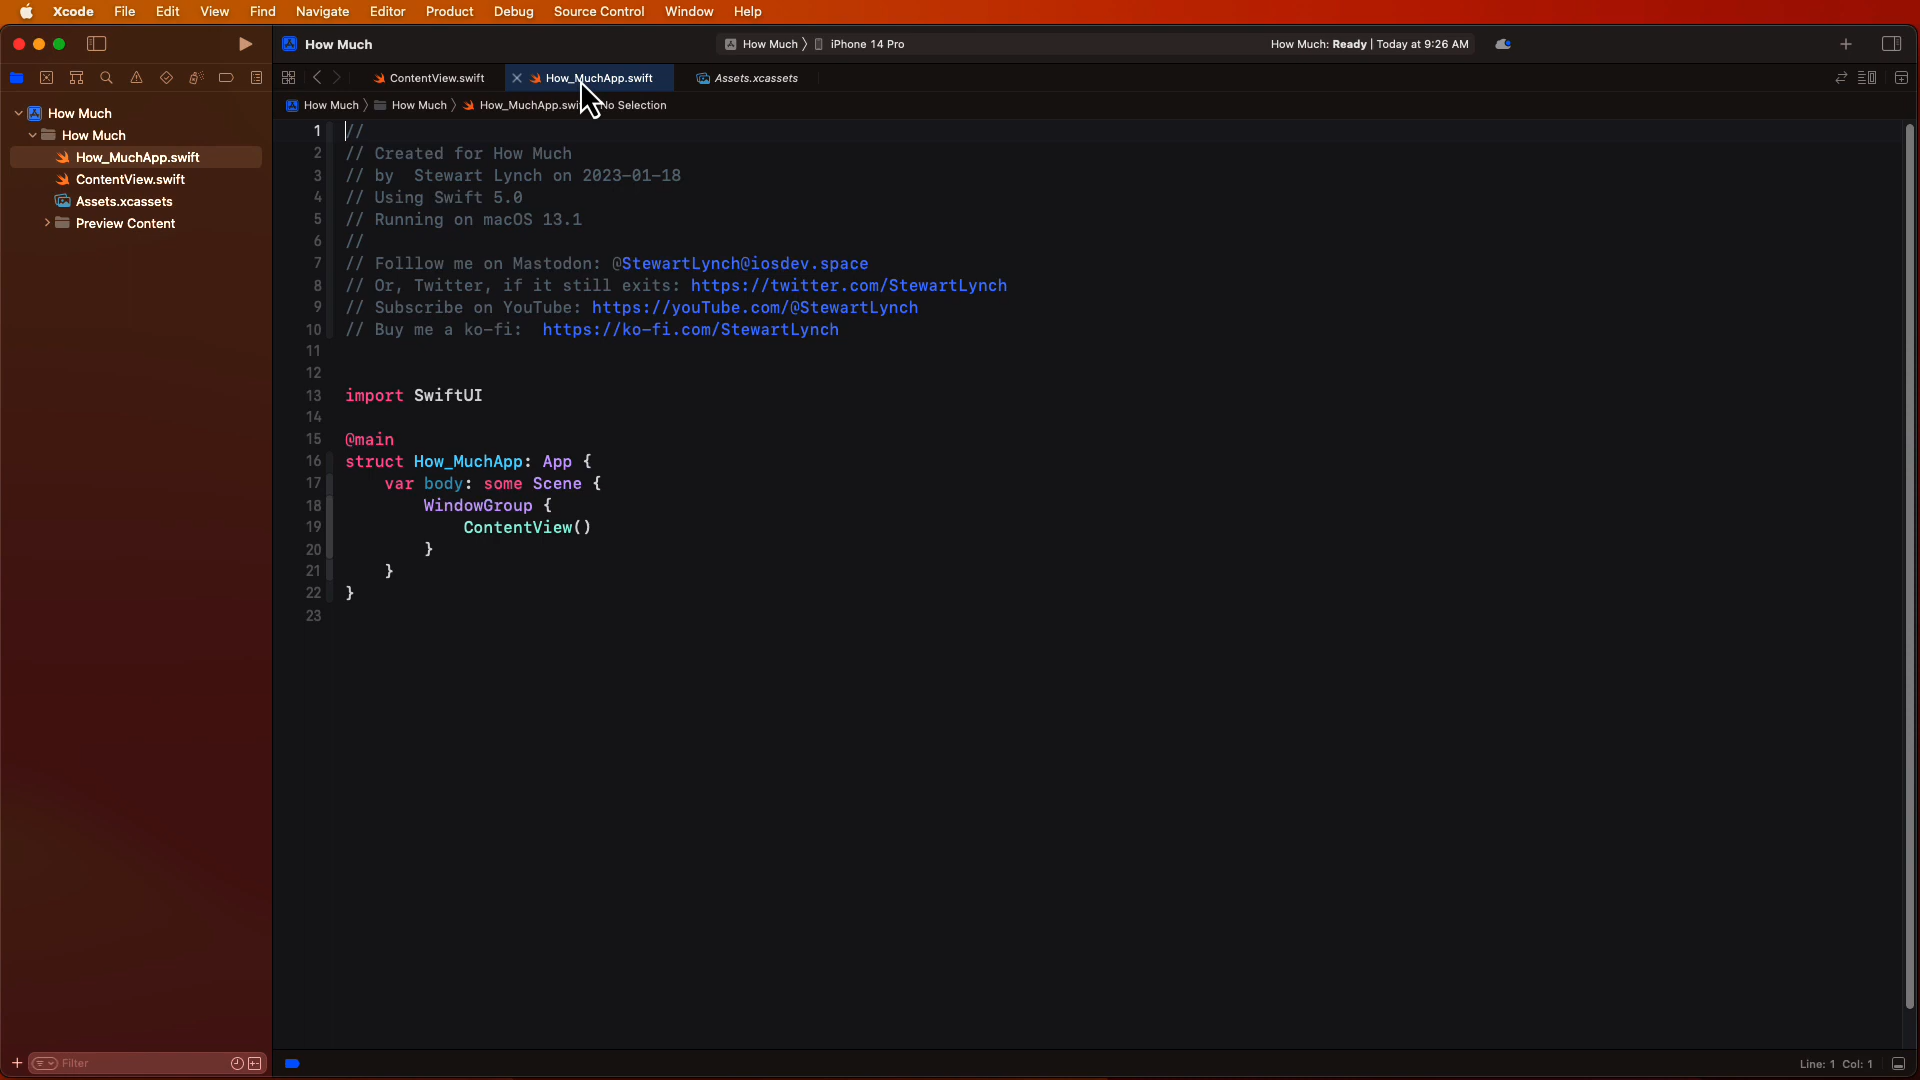 Xcode File Edit View Find Navigate Editor Product Debug Source Control Window Help
How Much
How Much 〉 iPhone 14 Pro
How Much: Ready | Today at 9:26 AM
ContentView.swift
How_MuchApp.swift
Assets.xcassets
How Much 〉 How Much 〉 How_MuchApp.swi No Selection
How Much
How Much
How_MuchApp.swift
ContentView.swift
Assets.xcassets
Preview Content
1 //
2 // Created for How Much
3 // by  Stewart Lynch on 2023-01-18
4 // Using Swift 5.0
5 // Running on macOS 13.1
6 //
7 // Folllow me on Mastodon: @StewartLynch@iosdev.space
8 // Or, Twitter, if it still exits: https://twitter.com/StewartLynch
9 // Subscribe on YouTube: https://youTube.com/@StewartLynch
10 // Buy me a ko-fi:  https://ko-fi.com/StewartLynch
11
12
13 import SwiftUI
14
15 @main
16 struct How_MuchApp: App {
17     var body: some Scene {
18         WindowGroup {
19             ContentView()
20         }
21     }
22 }
23
Filter
Line: 1 Col: 1